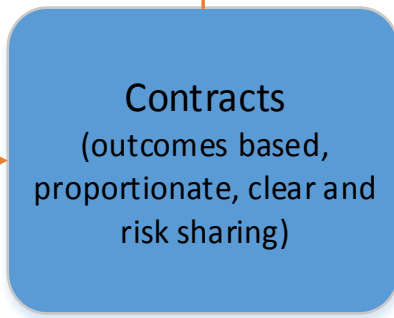 Contracts
(outcomes based,
proportionate, clear and
risk sharing)